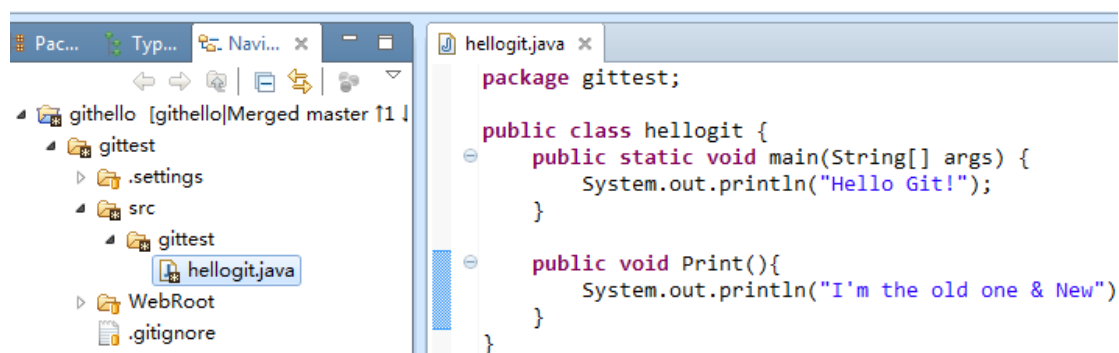 Pac...
Typ...
Navi...
githello [githello|Merged master ↑1 ↓
gittest
.settings
src
gittest
hellogit.java
WebRoot
.gitignore
hellogit.java
package gittest;
public class hellogit {
public static void main(String[] args) {
System.out.println("Hello Git!");
}
public void Print(){
System.out.println("I'm the old one & New")
}
}